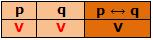 p q p ↔ q
V V V